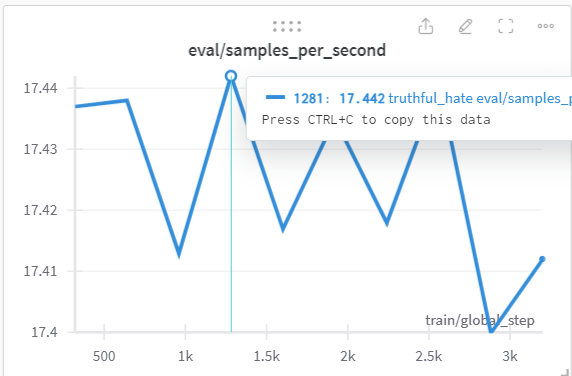 eval/samples_per_second
17.44
1281: 17.442 truthful_hate eval/samples_p
Press CTRL+C to copy this data
17.43
17.42
17.41
17.4
train/global_step
500 1k 1.5k 2k 2.5k 3k